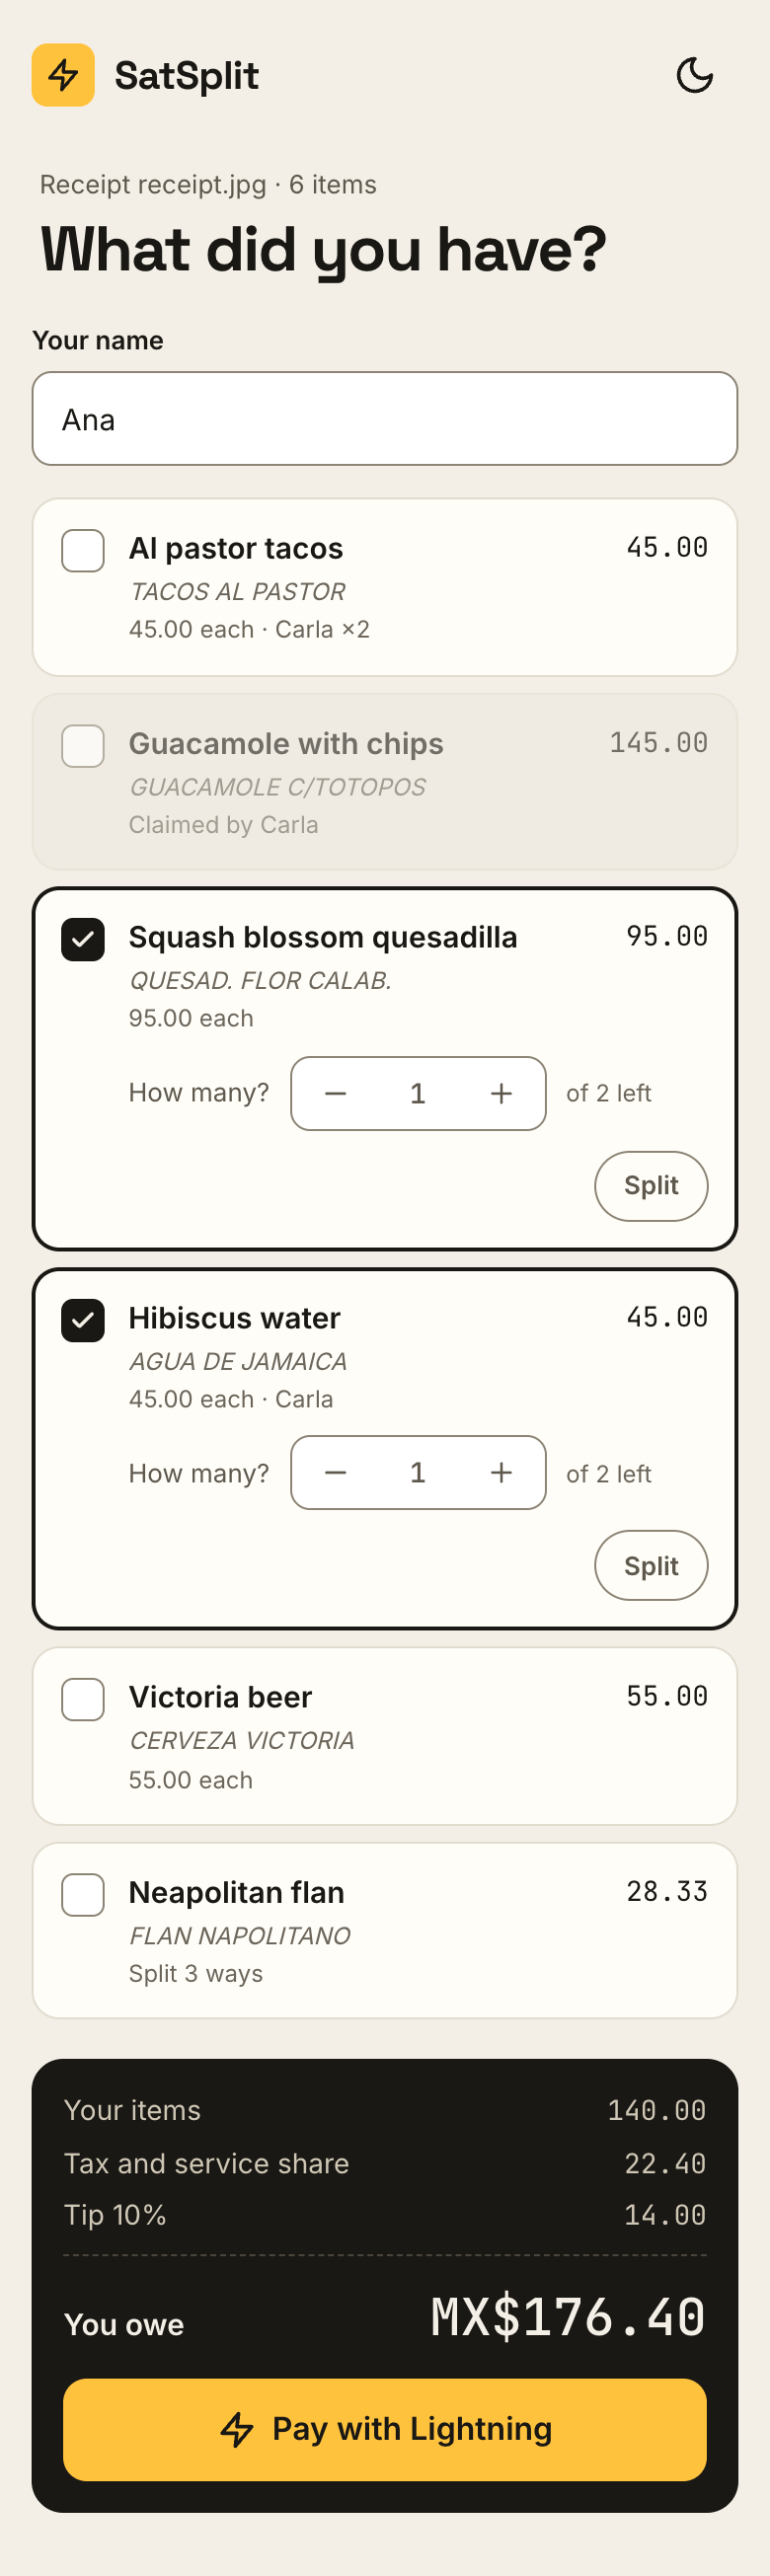 SatSplit
Receipt receipt.jpg · 6 items
What did you have?
Your name
Ana
Al pastor tacos 45.00
TACOS AL PASTOR
45.00 each · Carla ×2
Guacamole with chips 145.00
GUACAMOLE C/TOTOPOS
Claimed by Carla
Squash blossom quesadilla 95.00
QUESAD. FLOR CALAB.
95.00 each
How many? − 1 + of 2 left
Split
Hibiscus water 45.00
AGUA DE JAMAICA
45.00 each · Carla
How many? − 1 + of 2 left
Split
Victoria beer 55.00
CERVEZA VICTORIA
55.00 each
Neapolitan flan 28.33
FLAN NAPOLITANO
Split 3 ways
Your items 140.00
Tax and service share 22.40
Tip 10% 14.00
You owe MX$176.40
Pay with Lightning